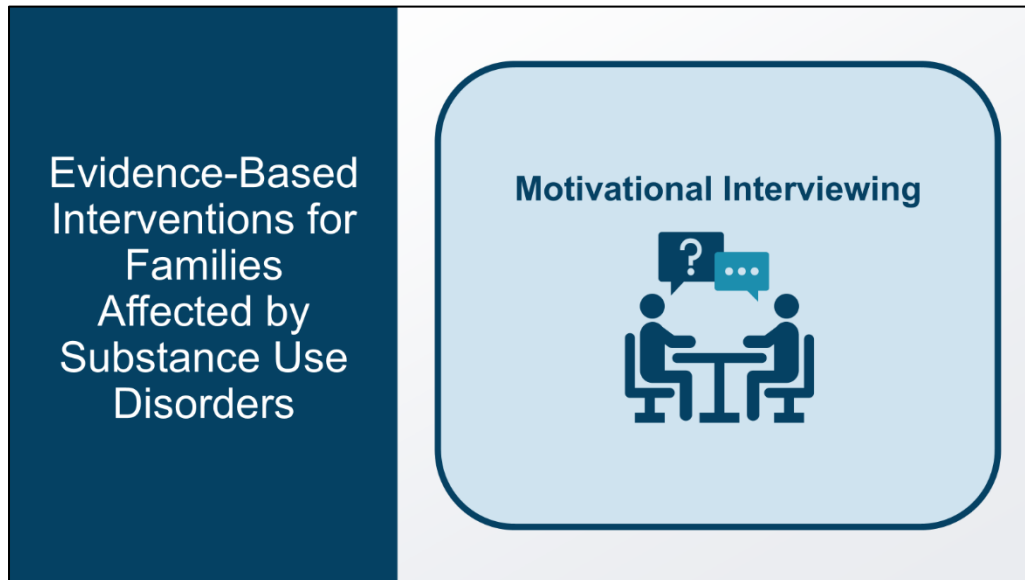 Evidence-Based
Interventions for
Families
Affected by
Substance Use
Disorders
Motivational Interviewing
?